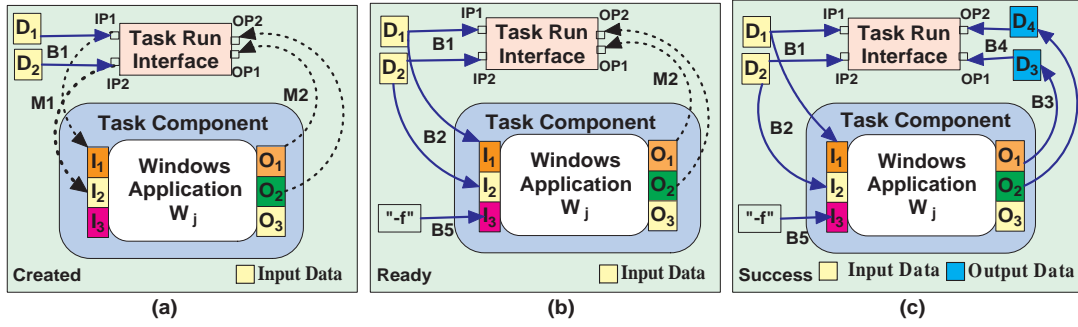 D1
IP1
OP2
B1
Task Run
Interface
D2
IP2
OP1
M1
M2
Task Component
I1
Windows
O1
I2
Application
O2
I3
Wj
O3
Created
Input Data
(a)
D1
IP1
OP2
B1
Task Run
Interface
D2
IP2
OP1
M2
B2
Task Component
I1
Windows
O1
I2
Application
O2
"-f"
I3
Wj
O3
B5
Ready
Input Data
(b)
D1
IP1
OP2
D4
B1
Task Run
Interface
B4
D2
IP2
OP1
D3
B2
B3
Task Component
I1
Windows
O1
I2
Application
O2
"-f"
I3
Wj
O3
B5
Success
Input Data
Output Data
(c)